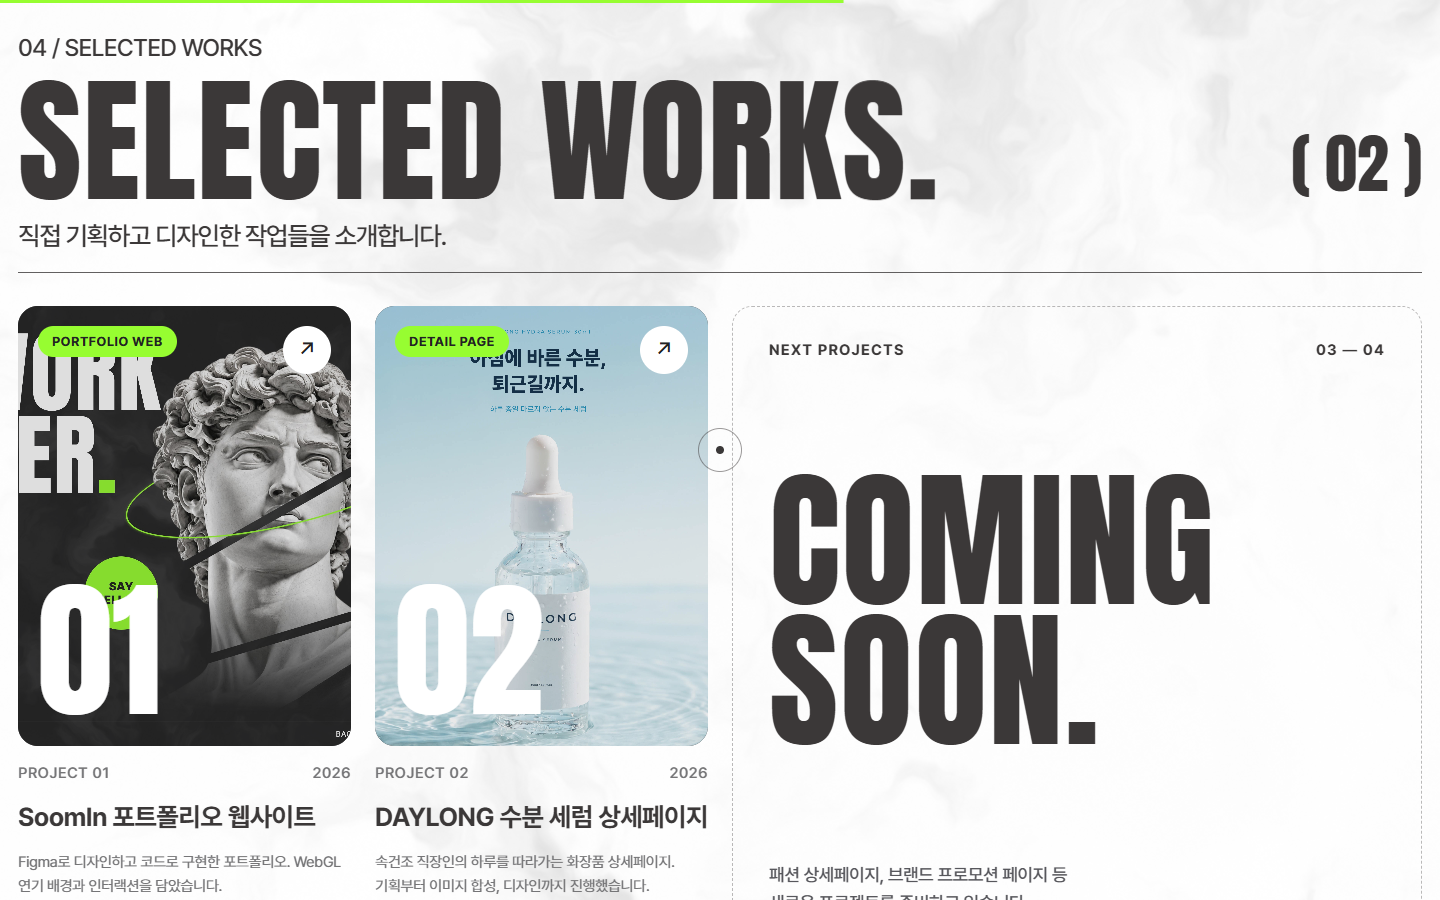 04 / SELECTED WORKS
SELECTED WORKS.
( 02 )
직접 기획하고 디자인한 작업들을 소개합니다.
PORTFOLIO WEB
ER.
SAY
01
DETAIL PAGE
바른 수분,
퇴근길까지.
02
NEXT PROJECTS
03 — 04
COMING
SOON.
PROJECT 01
2026
SoomIn 포트폴리오 웹사이트
Figma로 디자인하고 코드로 구현한 포트폴리오. WebGL
연기 배경과 인터랙션을 담았습니다.
PROJECT 02
2026
DAYLONG 수분 세럼 상세페이지
속건조 직장인의 하루를 따라가는 화장품 상세페이지.
기획부터 이미지 합성, 디자인까지 진행했습니다.
패션 상세페이지, 브랜드 프로모션 페이지 등